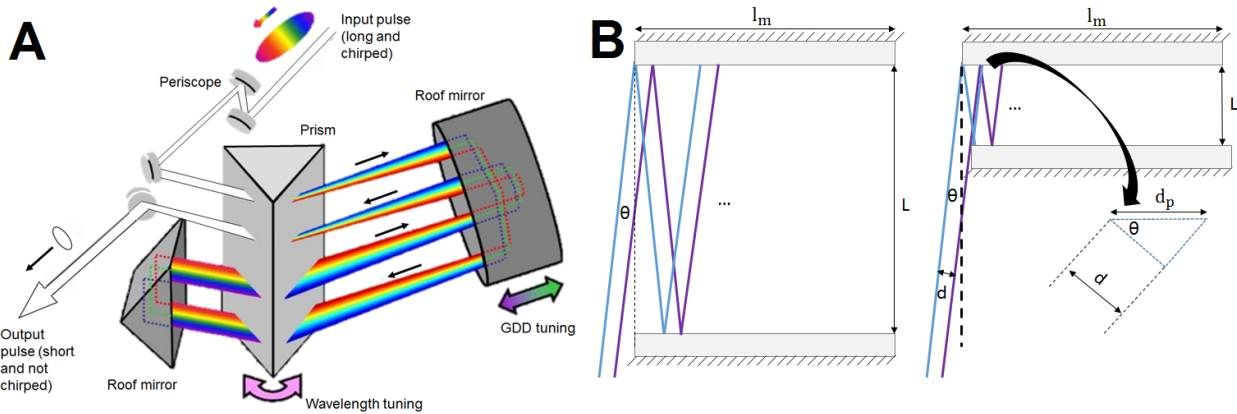 A
Input pulse
(long and
chirped)
Periscope
Prism
Roof mirror
GDD tuning
Output
pulse (short
and not
chirped)
Roof mirror
Wavelength tuning
B
lm
θ
...
L
lm
θ
d
...
L
dp
θ
d